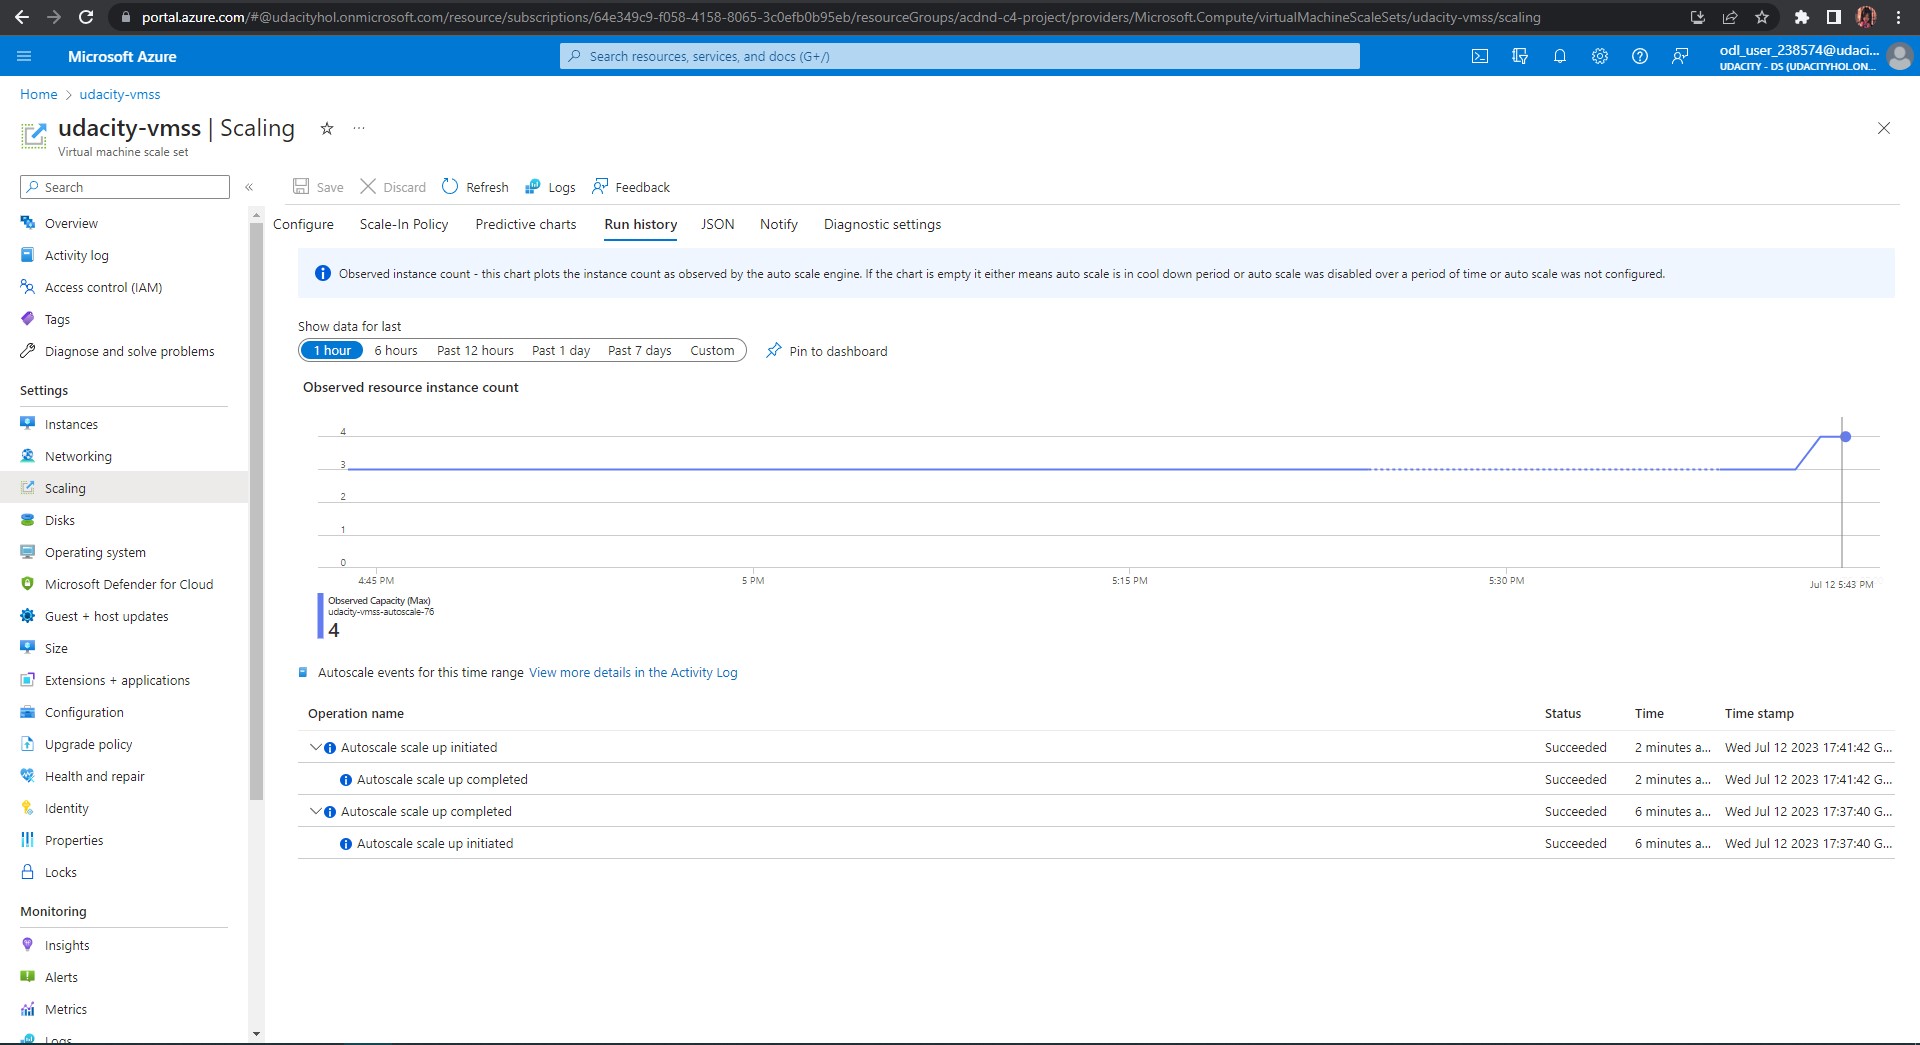 portal.azure.com/#@udacityhol.onmicrosoft.com/resource/subscriptions/64e349c9-f058-4158-8065-3c0efb0b95eb/resourceGroups/acdnd-c4-project/providers/Microsoft.Compute/virtualMachineScaleSets/udacity-vmss/scaling
Microsoft Azure
Search resources, services, and docs (G+/)
odl_user_238574@udaci...
UDACITY - DS (UDACITYHOL.ON...
Home > udacity-vmss
udacity-vmss | Scaling
Virtual machine scale set
Search
Save Discard Refresh Logs Feedback
Overview
Activity log
Access control (IAM)
Tags
Diagnose and solve problems
Settings
Instances
Networking
Scaling
Disks
Operating system
Microsoft Defender for Cloud
Guest + host updates
Size
Extensions + applications
Configuration
Upgrade policy
Health and repair
Identity
Properties
Locks
Monitoring
Insights
Alerts
Metrics
Logs
Configure Scale-In Policy Predictive charts Run history JSON Notify Diagnostic settings
Observed instance count - this chart plots the instance count as observed by the auto scale engine. If the chart is empty it either means auto scale is in cool down period or auto scale was disabled over a period of time or auto scale was not configured.
Show data for last
1 hour 6 hours Past 12 hours Past 1 day Past 7 days Custom Pin to dashboard
Observed resource instance count
4
3
2
1
0
4:45 PM 5 PM 5:15 PM 5:30 PM Jul 12 5:43 PM
Observed Capacity (Max)
udacity-vmss-autoscale-76
4
Autoscale events for this time range View more details in the Activity Log
Operation name Status Time Time stamp
Autoscale scale up initiated Succeeded 2 minutes a... Wed Jul 12 2023 17:41:42 G...
Autoscale scale up completed Succeeded 2 minutes a... Wed Jul 12 2023 17:41:42 G...
Autoscale scale up completed Succeeded 6 minutes a... Wed Jul 12 2023 17:37:40 G...
Autoscale scale up initiated Succeeded 6 minutes a... Wed Jul 12 2023 17:37:40 G...